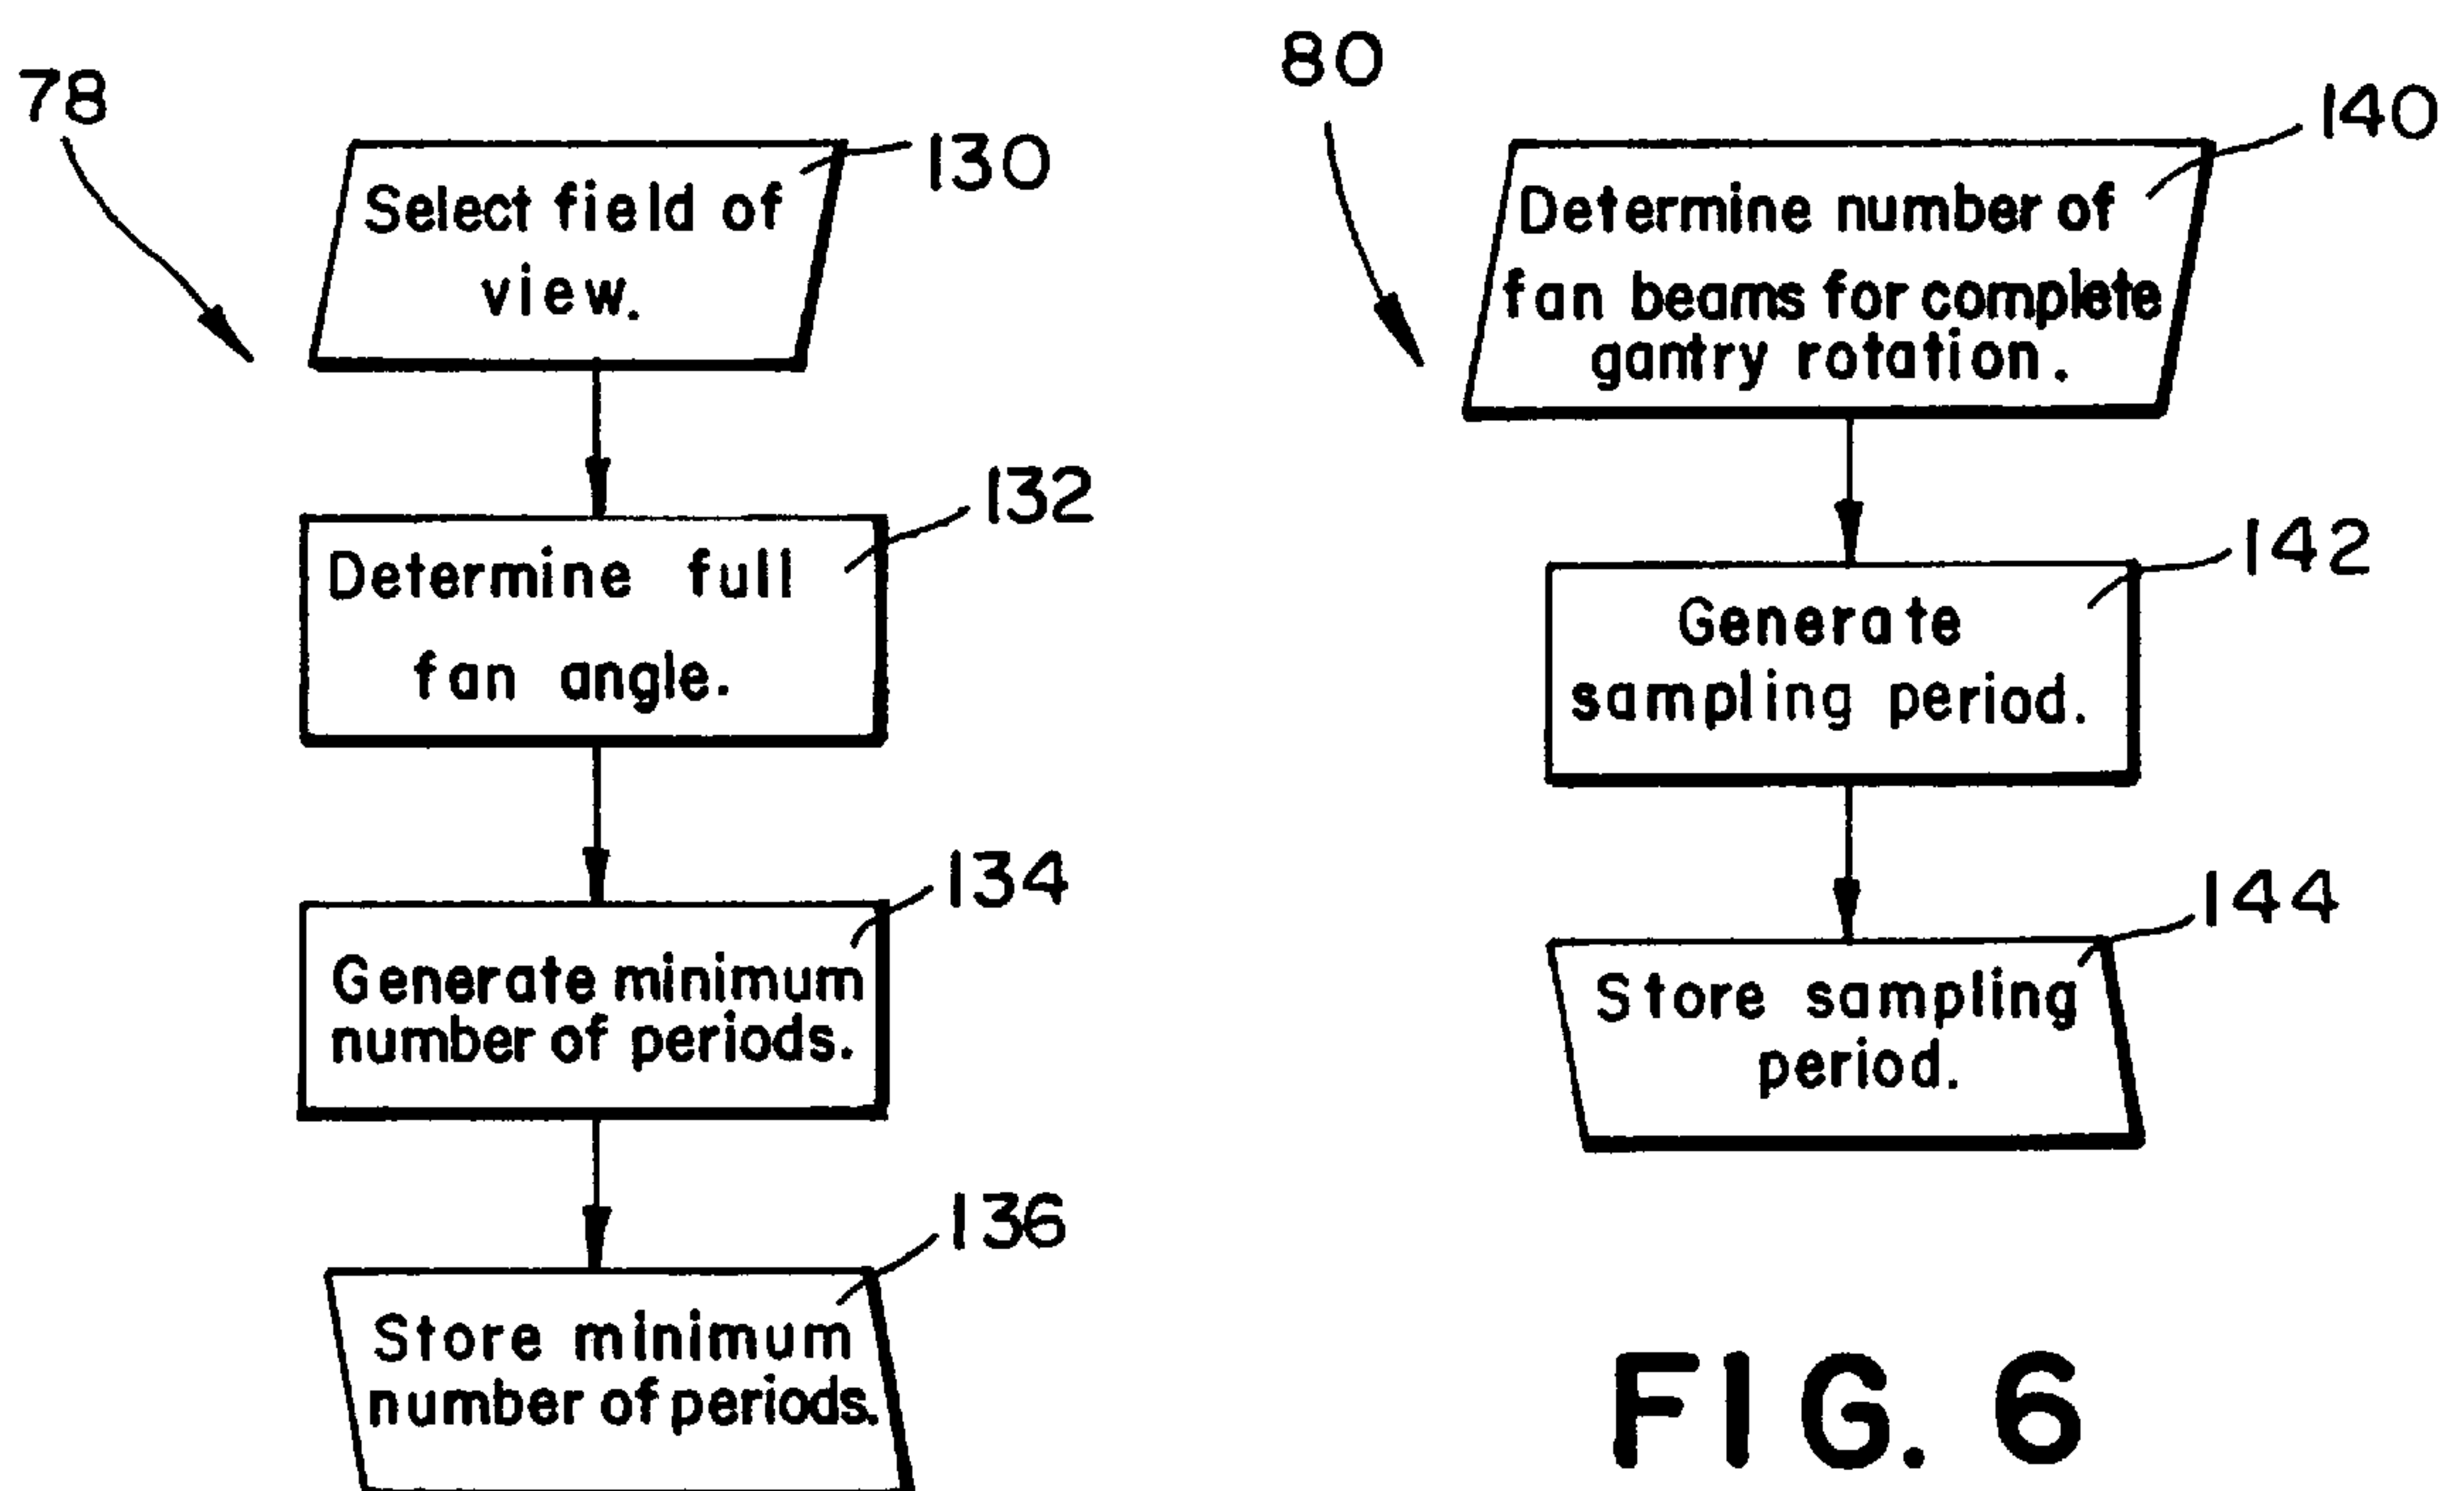 78
130
Select field of
view.
132
Determine full
fan angle.
134
Generate minimum
number of periods.
136
Store minimum
number of periods.
80
140
Determine number of
fan beams for complete
gantry rotation.
142
Generate
sampling period.
144
Store sampling
period.
FIG. 6